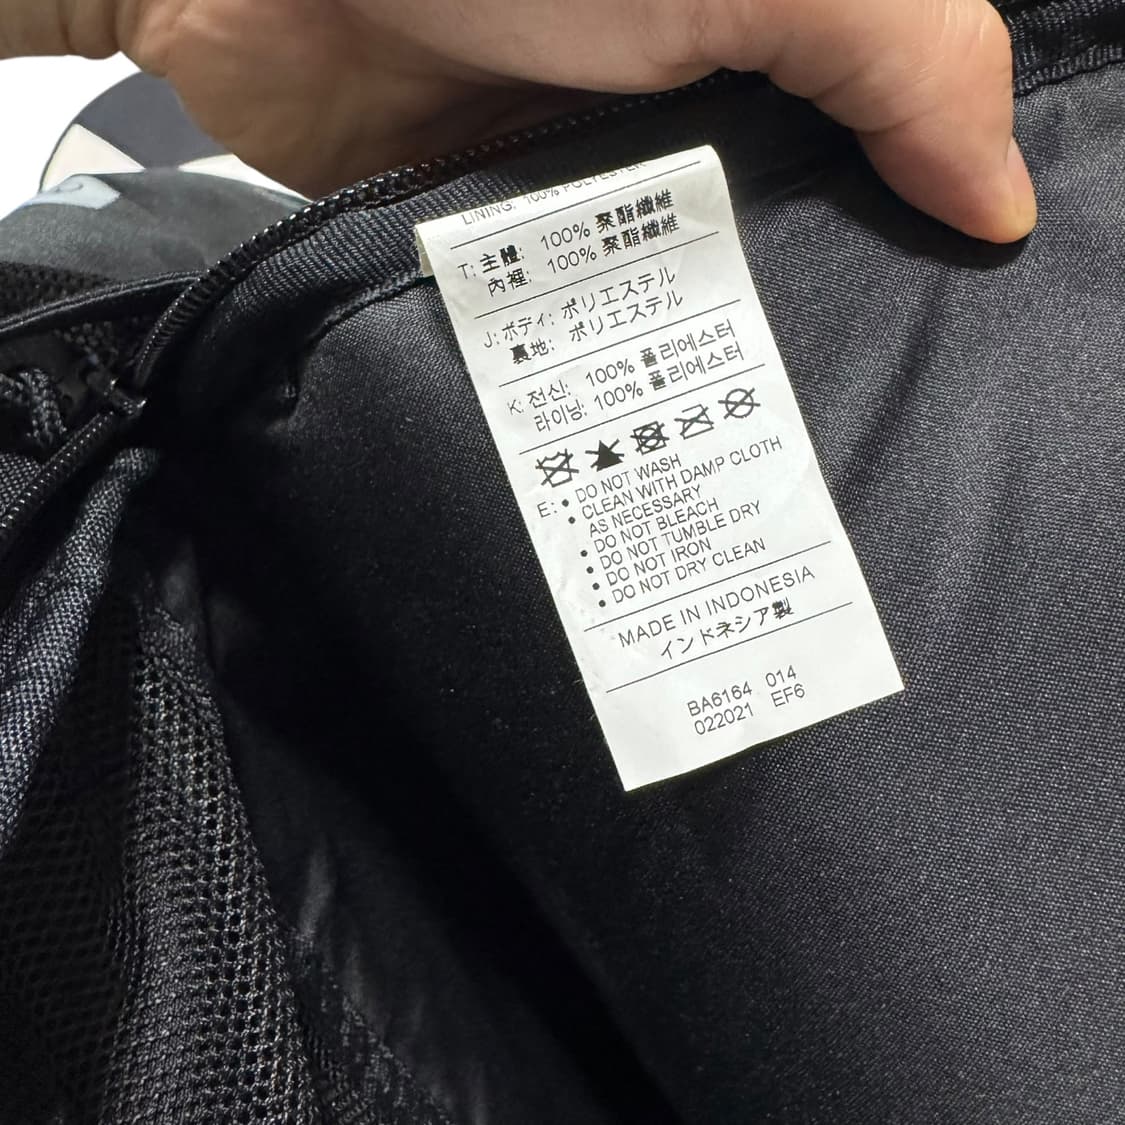 LINING: 100% POLYESTER
T: 主體: 100% 聚酯纖維
內裡: 100% 聚酯纖維
J: ボディ: ポリエステル
裏地: ポリエステル
K: 전신: 100% 폴리에스터
라이닝: 100% 폴리에스터
E: • DO NOT WASH
• CLEAN WITH DAMP CLOTH
AS NECESSARY
• DO NOT BLEACH
• DO NOT TUMBLE DRY
• DO NOT IRON
• DO NOT DRY CLEAN
MADE IN INDONESIA
インドネシア製
BA6164 014
022021 EF6